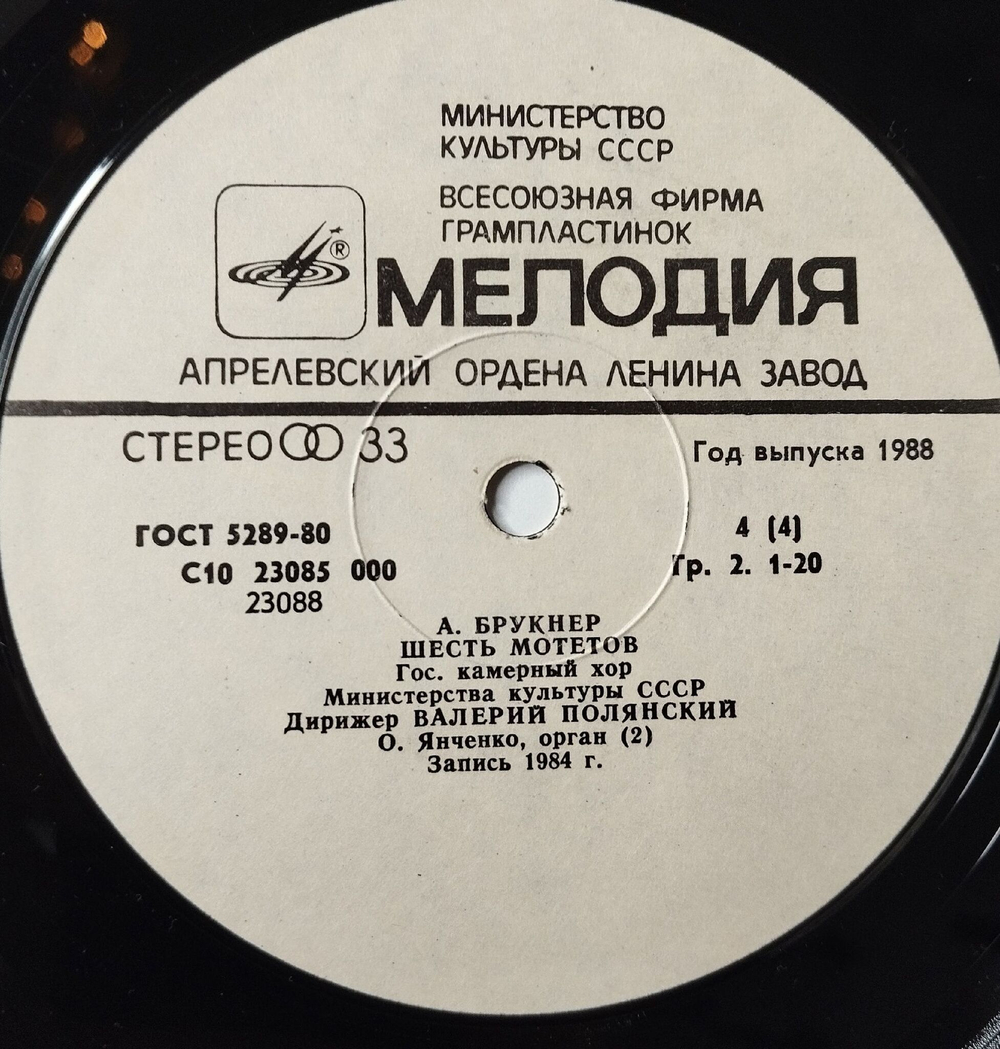 МИНИСТЕРСТВО
КУЛЬТУРЫ СССР
ВСЕСОЮЗНАЯ ФИРМА
ГРАМПЛАСТИНОК
®
МЕЛОДИЯ
АПРЕЛЕВСКИЙ ОРДЕНА ЛЕНИНА ЗАВОД
СТЕРЕО 33
Год выпуска 1988
ГОСТ 5289-80
4 (4)
С10 23085 000
Гр. 2. 1-20
23088
А. БРУКНЕР
ШЕСТЬ МОТЕТОВ
Гос. камерный хор
Министерства культуры СССР
Дирижер ВАЛЕРИЙ ПОЛЯНСКИЙ
О. Янченко, орган (2)
Запись 1984 г.